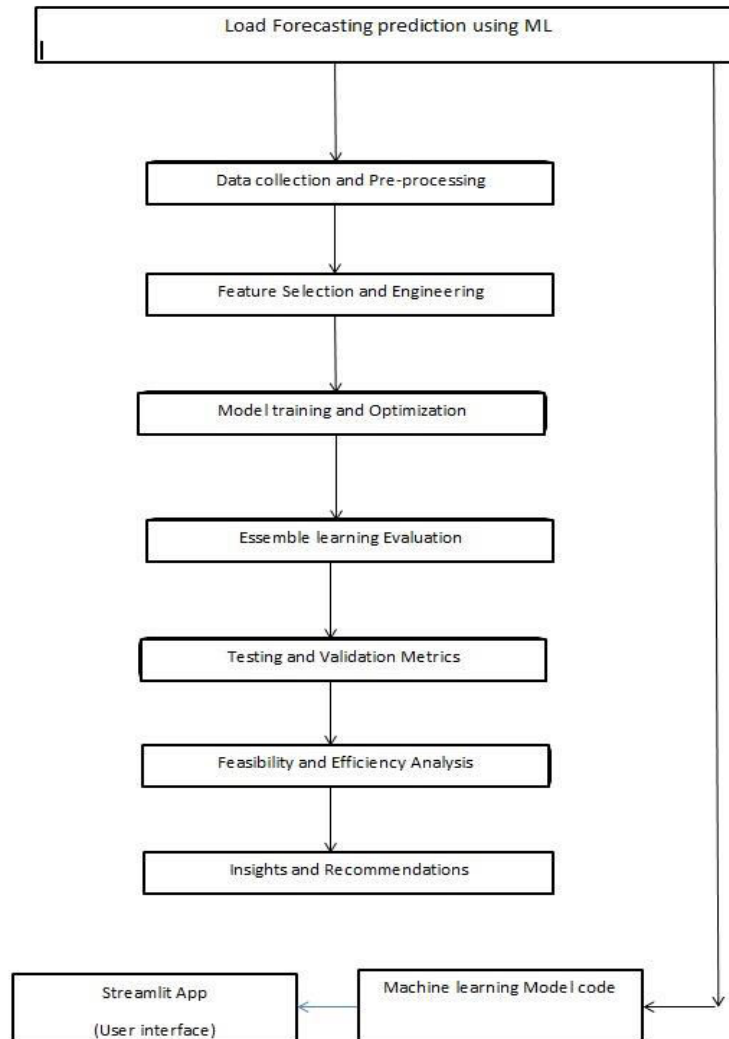 Load Forecasting prediction using ML
Data collection and Pre-processing
Feature Selection and Engineering
Model training and Optimization
Essemble learning Evaluation
Testing and Validation Metrics
Feasibility and Efficiency Analysis
Insights and Recommendations
Streamlit App
(User interface)
Machine learning Model code